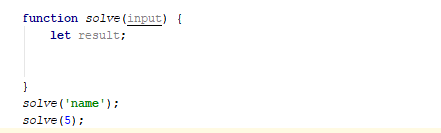 function solve(input) {
    let result;
}
solve('name');
solve(5);